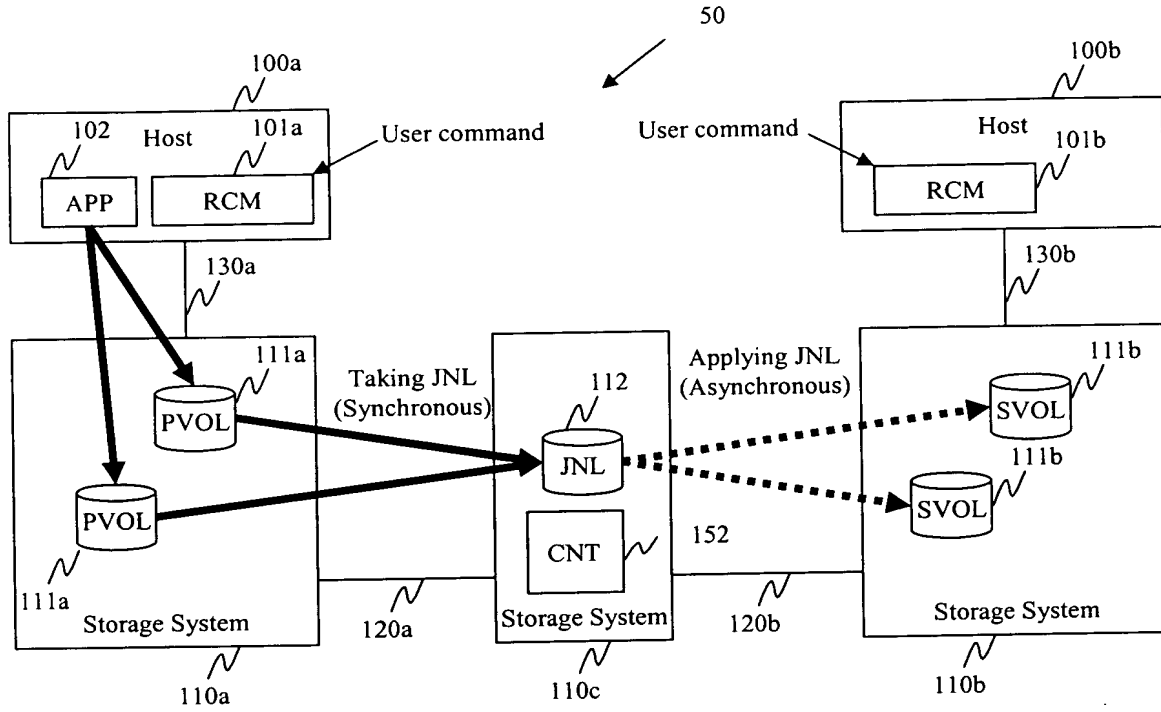 50
100a
100b
102
Host
101a
User command
User command
Host
101b
APP
RCM
RCM
130a
130b
111a
Taking JNL
(Synchronous)
112
Applying JNL
(Asynchronous)
111b
PVOL
JNL
SVOL
111b
PVOL
SVOL
CNT
152
111a
Storage System
120a
Storage System
120b
Storage System
110a
110c
110b